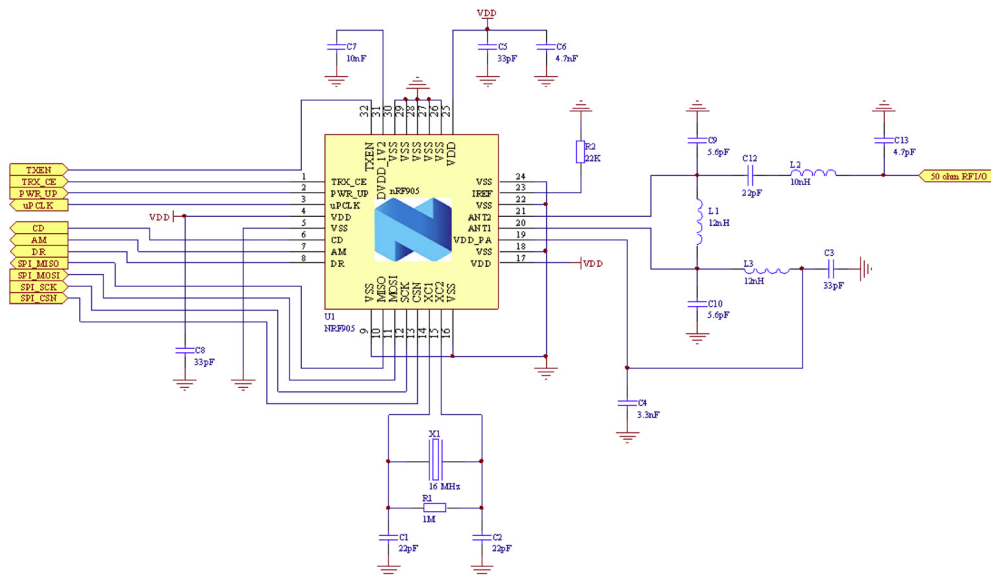 VDD
C7
10nF
C5
33pF
C6
4.7nF
32
31
30
29
28
27
26
25
TXEN
DVDD_1V2
VSS
VSS
VSS
VSS
VSS
VDD
R2
22K
C9
5.6pF
C12
22pF
L2
10nH
C13
4.7pF
50 ohm RFI/O
TXEN
TRX_CE
PWR_UP
uPCLK
CD
AM
DR
SPI_MISO
SPI_MOSI
SPI_SCK
SPI_CSN
VDD
1
2
3
4
5
6
7
8
TRX_CE
PWR_UP
uPCLK
VDD
VSS
CD
AM
DR
nRF905
VSS
IREF
VSS
ANT2
ANT1
VDD_PA
VSS
VDD
24
23
22
21
20
19
18
17
VDD
L1
12nH
L3
12nH
C3
33pF
C10
5.6pF
VSS
MISO
MOSI
SCK
CSN
XC1
XC2
VSS
U1
NRF905
9
10
11
12
13
14
15
16
C8
33pF
C4
3.3nF
X1
16 MHz
R1
1M
C1
22pF
C2
22pF